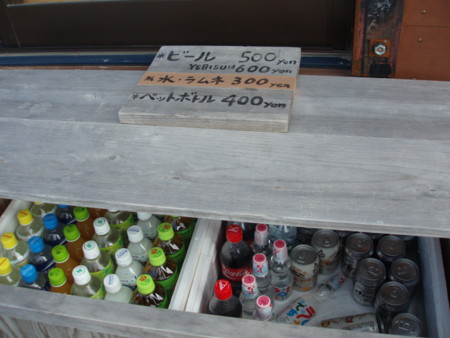 ビール 500yen
YEBISUは600yen
水・ラムネ 300yen
ペットボトル 400yen